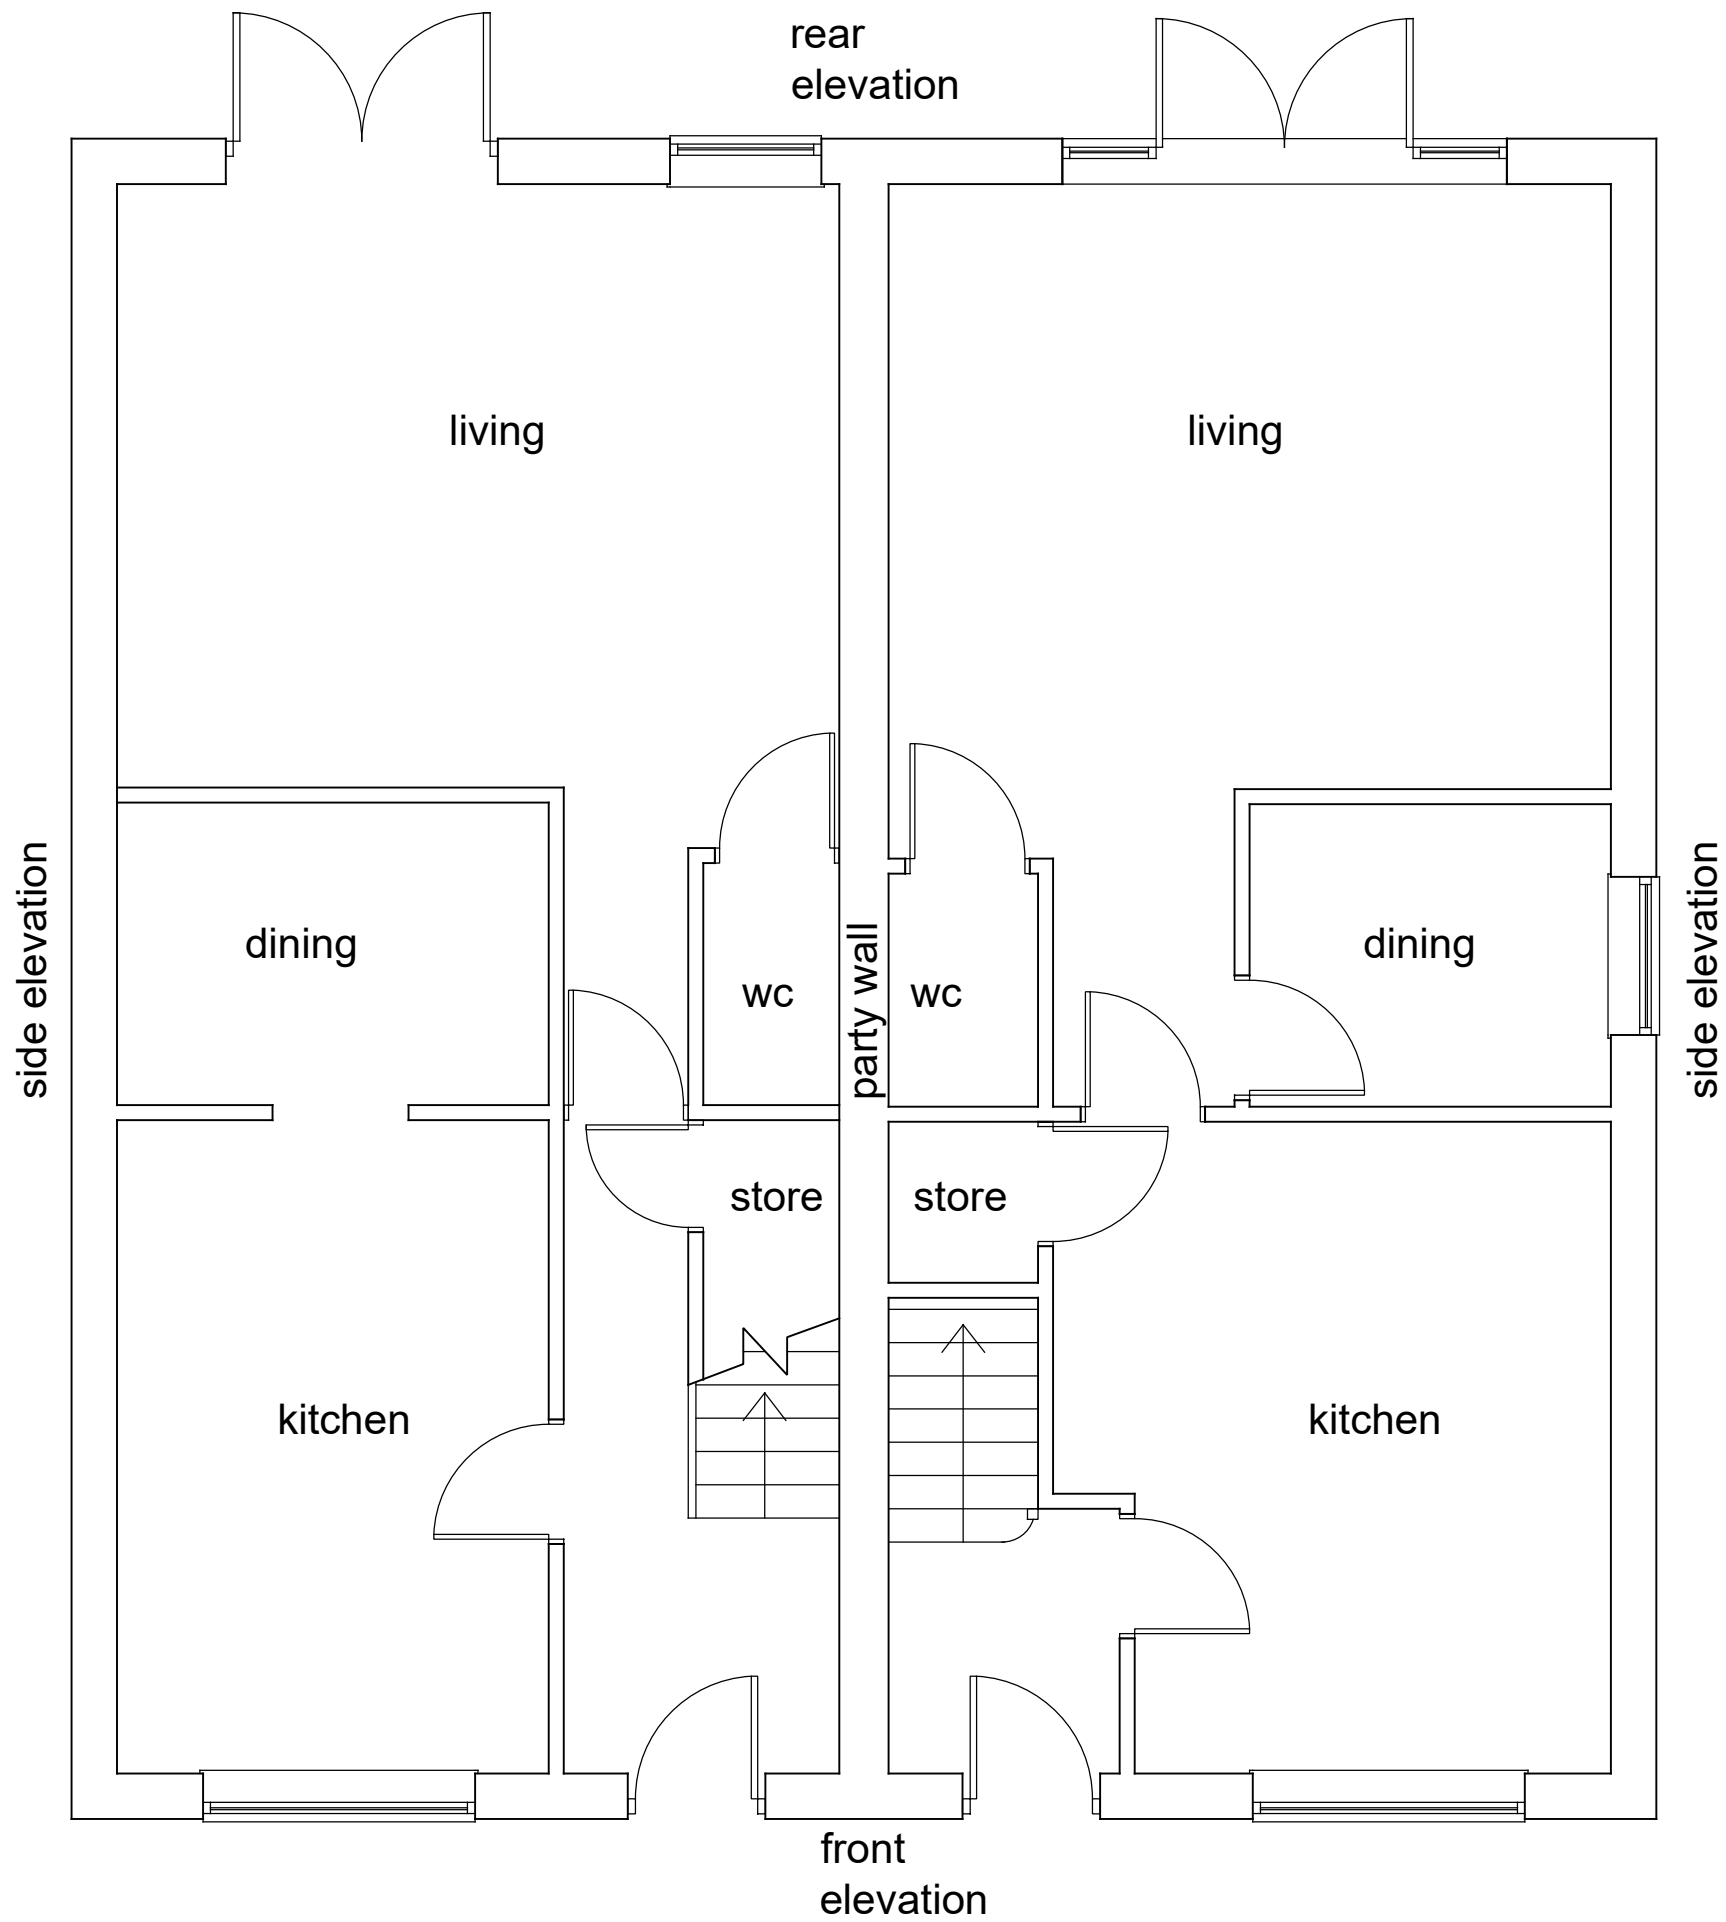 rear
elevation
living
living
side elevation
dining
wc
party wall
wc
dining
side elevation
store
store
kitchen
kitchen
front
elevation